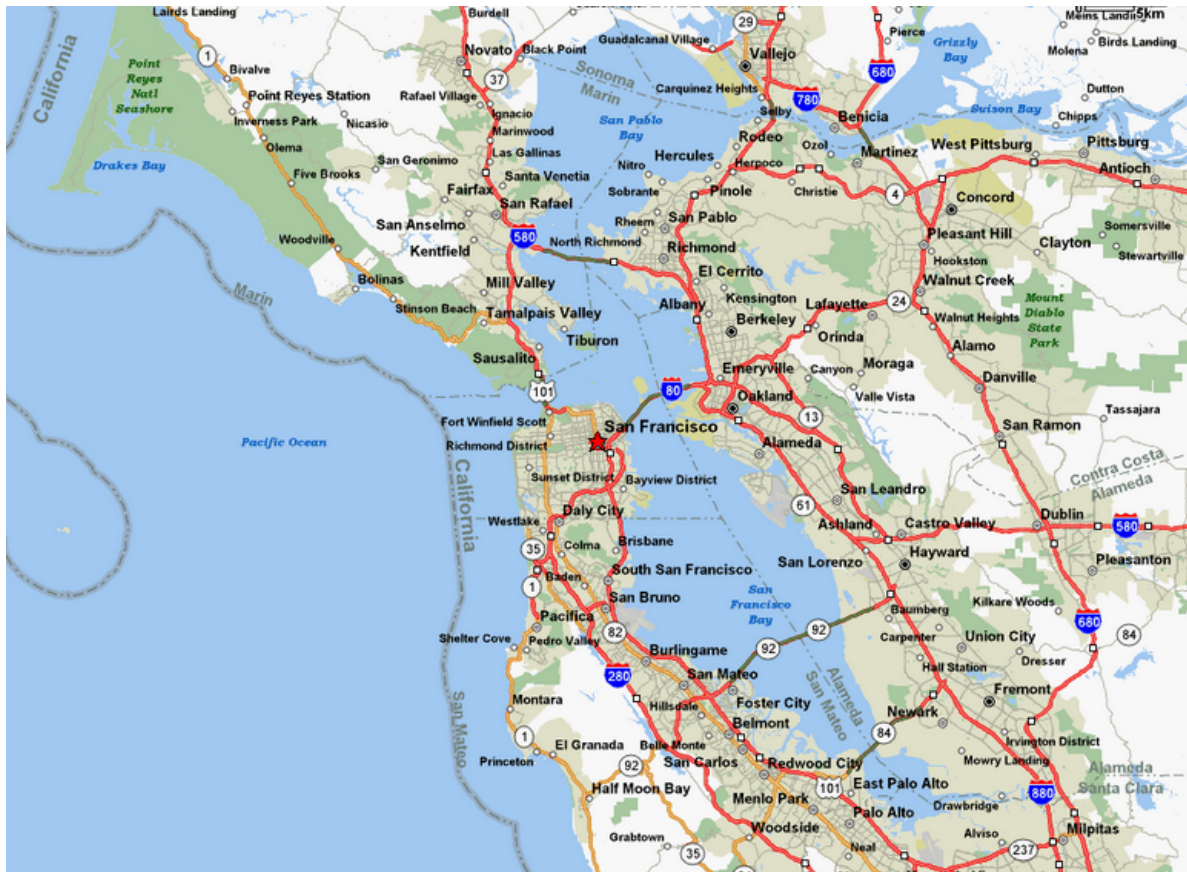 Lairds Landing
Burdell
29
5km
Meins Landing
Birds Landing
Molena
Pierce
Grizzly
Bay
Guadalcanal Village
Vallejo
Novato
Black Point
1
37
680
California
Point
Reyes
Natl
Seashore
Bivalve
Sonoma
Marin
Carquinez Heights
780
Dutton
Suison Bay
Chipps
Point Reyes Station
Rafael Village
Ignacio
Inverness Park
Nicasio
Marinwood
San Pablo
Bay
Selby
Benicia
Rodeo
Ozol
West Pittsburg
Pittsburg
Drakes Bay
Olema
Las Gallinas
San Geronimo
Hercules
Martinez
Nitro
Herpoco
Antioch
Five Brooks
Santa Venetia
Fairfax
Sobrante
Pinole
Christie
4
Concord
San Rafael
San Anselmo
Rheem
San Pablo
Somersville
580
North Richmond
Richmond
Pleasant Hill
Clayton
Stewartville
Woodville
Kentfield
Hookston
Bolinas
Mill Valley
El Cerrito
Walnut Creek
Marin
Kensington
Lafayette
24
Stinson Beach
Tamalpais Valley
Albany
Berkeley
Walnut Heights
Mount
Diablo
State
Park
Tiburon
Orinda
Alamo
Sausalito
Emeryville
Canyon
Moraga
101
80
Danville
Valle Vista
Oakland
Fort Winfield Scott
13
Tassajara
San Francisco
San Ramon
Pacific Ocean
Richmond District
Alameda
Contra Costa
Alameda
California
Sunset District
Bayview District
San Leandro
61
Westlake
Daly City
Ashland
Castro Valley
Dublin
580
35
Colma
Brisbane
San Lorenzo
Hayward
Pleasanton
Baden
South San Francisco
1
San
Francisco
Bay
San Bruno
Baumberg
Kilkare Woods
Pacifica
82
92
Carpenter
680
84
Shelter Cove
Pedro Valley
Burlingame
92
Union City
Dresser
280
Hall Station
San Mateo
Alameda
San Mateo
San Mateo
Fremont
Montara
Foster City
Hillsdale
Newark
1
Belmont
84
Irvington District
El Granada
Belle Monte
Princeton
92
San Carlos
Redwood City
Mowry Landing
Alameda
Santa Clara
Half Moon Bay
101
East Palo Alto
880
Menlo Park
Palo Alto
Drawbridge
Grabtown
Woodside
Alviso
Milpitas
35
Neal
237